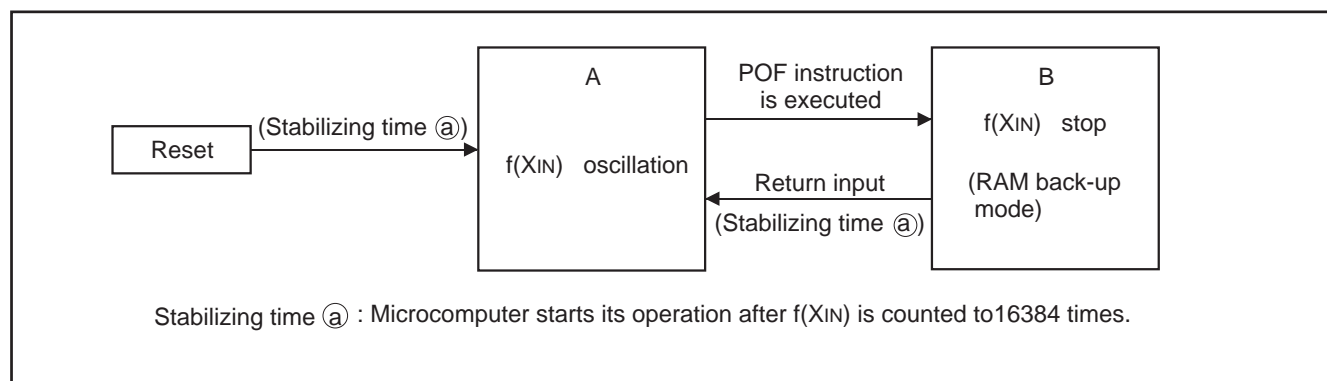 Reset
(Stabilizing time ⓐ)
A
f(XIN) oscillation
POF instruction
is executed
Return input
(Stabilizing time ⓐ)
B
f(XIN) stop
(RAM back-up
mode)
Stabilizing time ⓐ : Microcomputer starts its operation after f(XIN) is counted to16384 times.